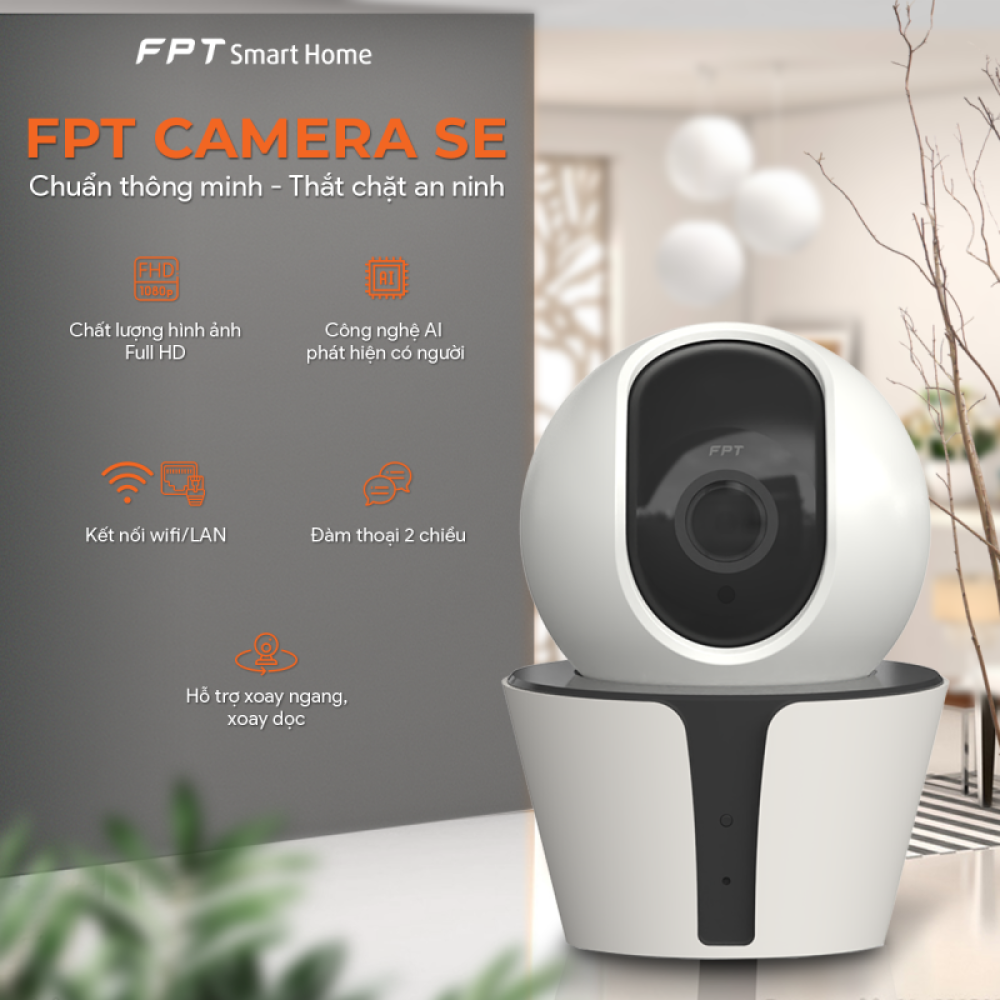 FPT Smart Home
FPT CAMERA SE
Chuẩn thông minh - Thắt chặt an ninh
FHD
1080p
AI
Chất lượng hình ảnh
Full HD
Công nghệ AI
phát hiện có người
Kết nối wifi/LAN
Đàm thoại 2 chiều
Hỗ trợ xoay ngang,
xoay dọc
FPT